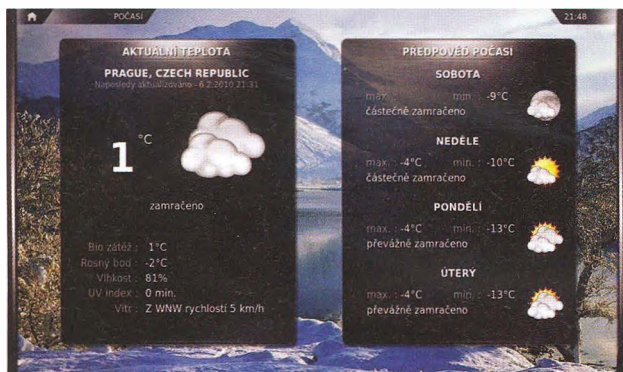 POČASÍ
21:48
AKTUÁLNÍ TEPLOTA
PRAGUE, CZECH REPUBLIC
Naposledy aktualizováno - 6.2.2010 21:31
1 °C
zamračeno
Bio zátěž : 1°C
Rosný bod : -2°C
Vlhkost : 81%
UV index : 0 min.
Vítr : Z WNW rychlostí 5 km/h
PŘEDPOVĚĎ POČASÍ
SOBOTA
max. min. : -9°C
částečně zamračeno
NEDĚLE
max. : -4°C min. : -10°C
částečně zamračeno
PONDĚLÍ
max. : -4°C min. : -13°C
převážně zamračeno
ÚTERÝ
max. : -4°C min. : -13°C
převážně zamračeno